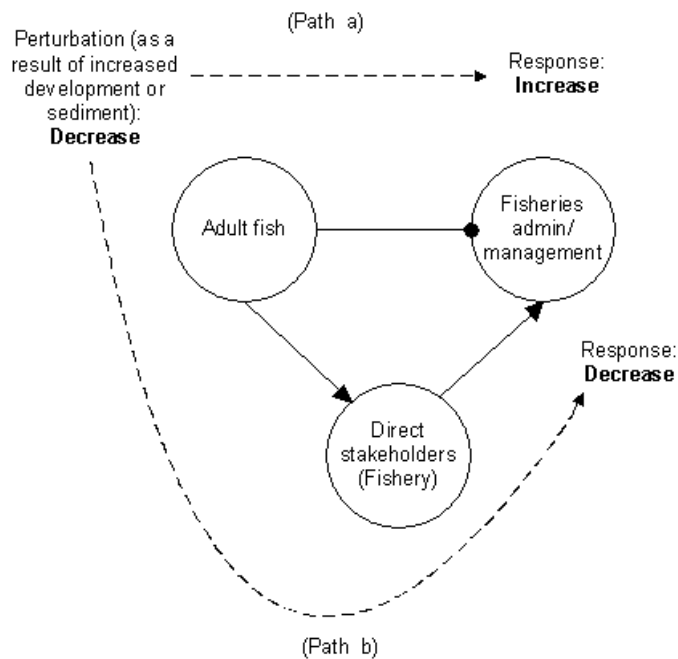 (Path a)
Perturbation (as a
result of increased
development or
sediment):
Decrease
Response:
Increase
Adult fish
Fisheries
admin/
management
Response:
Decrease
Direct
stakeholders
(Fishery)
(Path b)